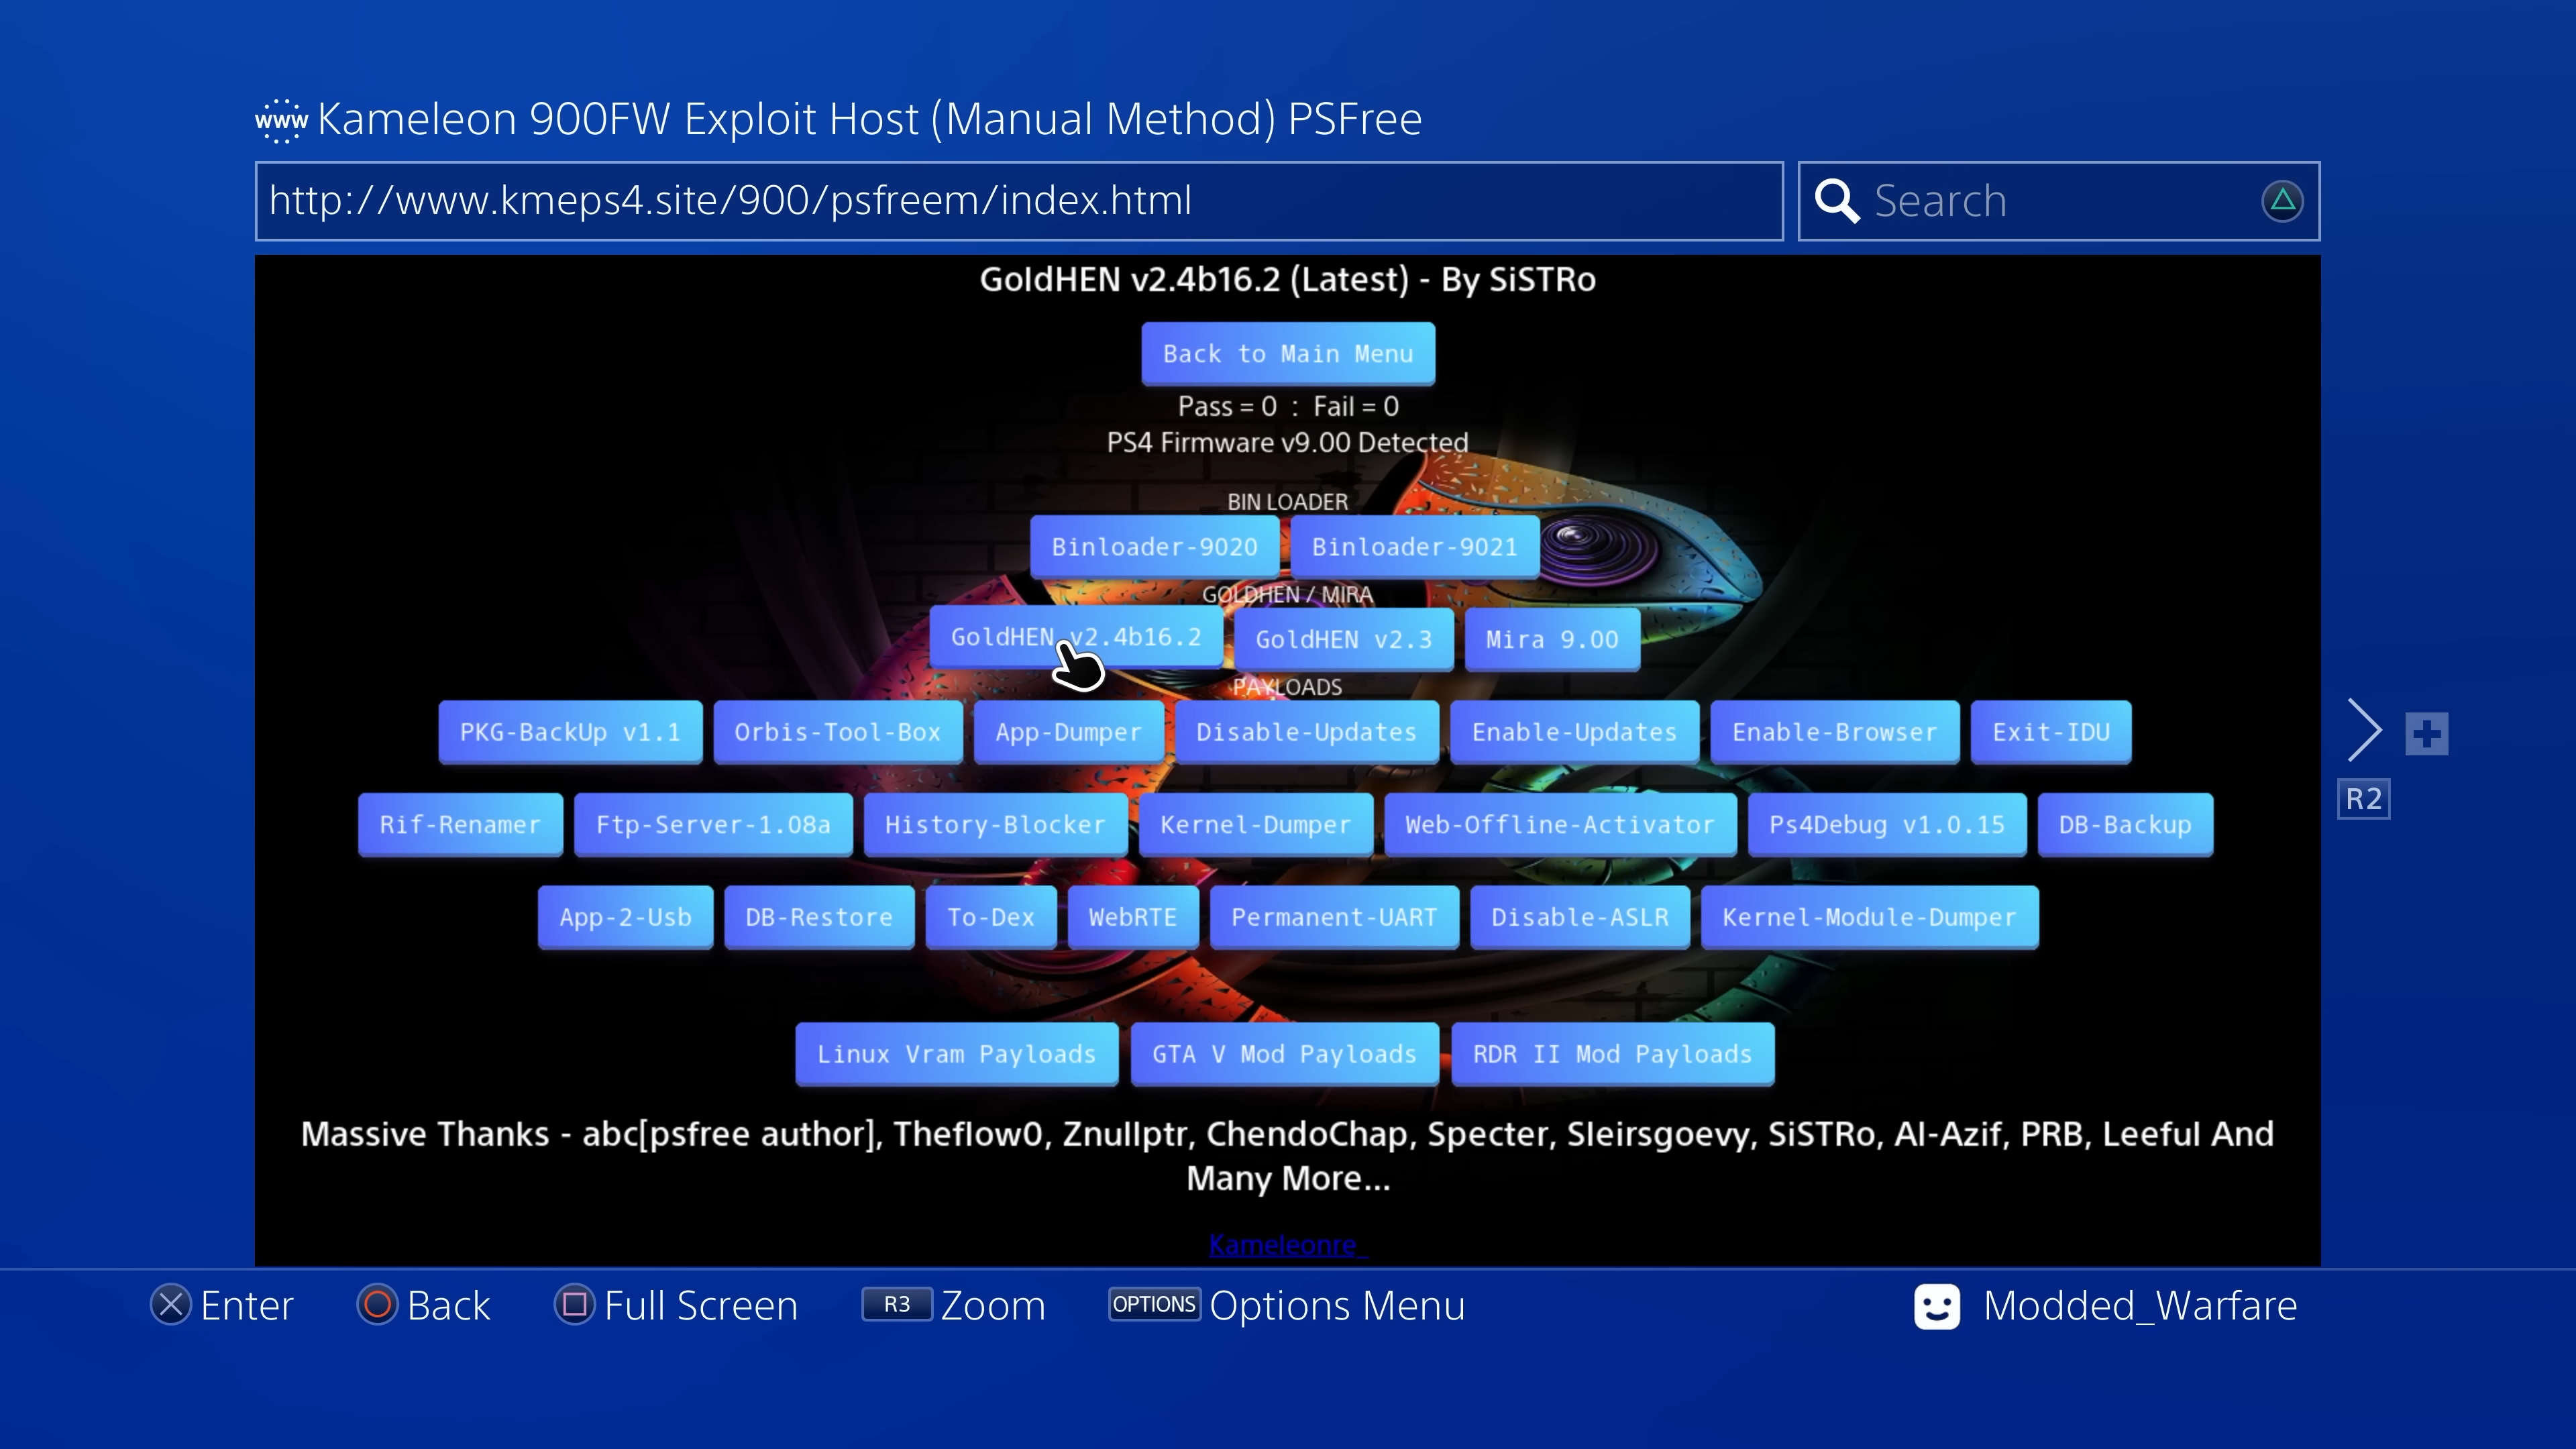 www Kameleon 900FW Exploit Host (Manual Method) PSFree
http://www.kmeps4.site/900/psfreem/index.html Search
GoldHEN v2.4b16.2 (Latest) - By SiSTRo
Back to Main Menu
Pass = 0 : Fail = 0
PS4 Firmware v9.00 Detected
BIN LOADER
Binloader-9020 Binloader-9021
GOLDHEN / MIRA
GoldHEN v2.4b16.2 GoldHEN v2.3 Mira 9.00
PAYLOADS
PKG-BackUp v1.1 Orbis-Tool-Box App-Dumper Disable-Updates Enable-Updates Enable-Browser Exit-IDU
R2
Rif-Renamer Ftp-Server-1.08a History-Blocker Kernel-Dumper Web-Offline-Activator Ps4Debug v1.0.15 DB-Backup
App-2-Usb DB-Restore To-Dex WebRTE Permanent-UART Disable-ASLR Kernel-Module-Dumper
Linux Vram Payloads GTA V Mod Payloads RDR II Mod Payloads
Massive Thanks - abc[psfree author], Theflow0, Znullptr, ChendoChap, Specter, Sleirsgoevy, SiSTRo, Al-Azif, PRB, Leeful And
Many More...
Kameleonre_
Enter Back Full Screen R3 Zoom OPTIONS Options Menu Modded_Warfare